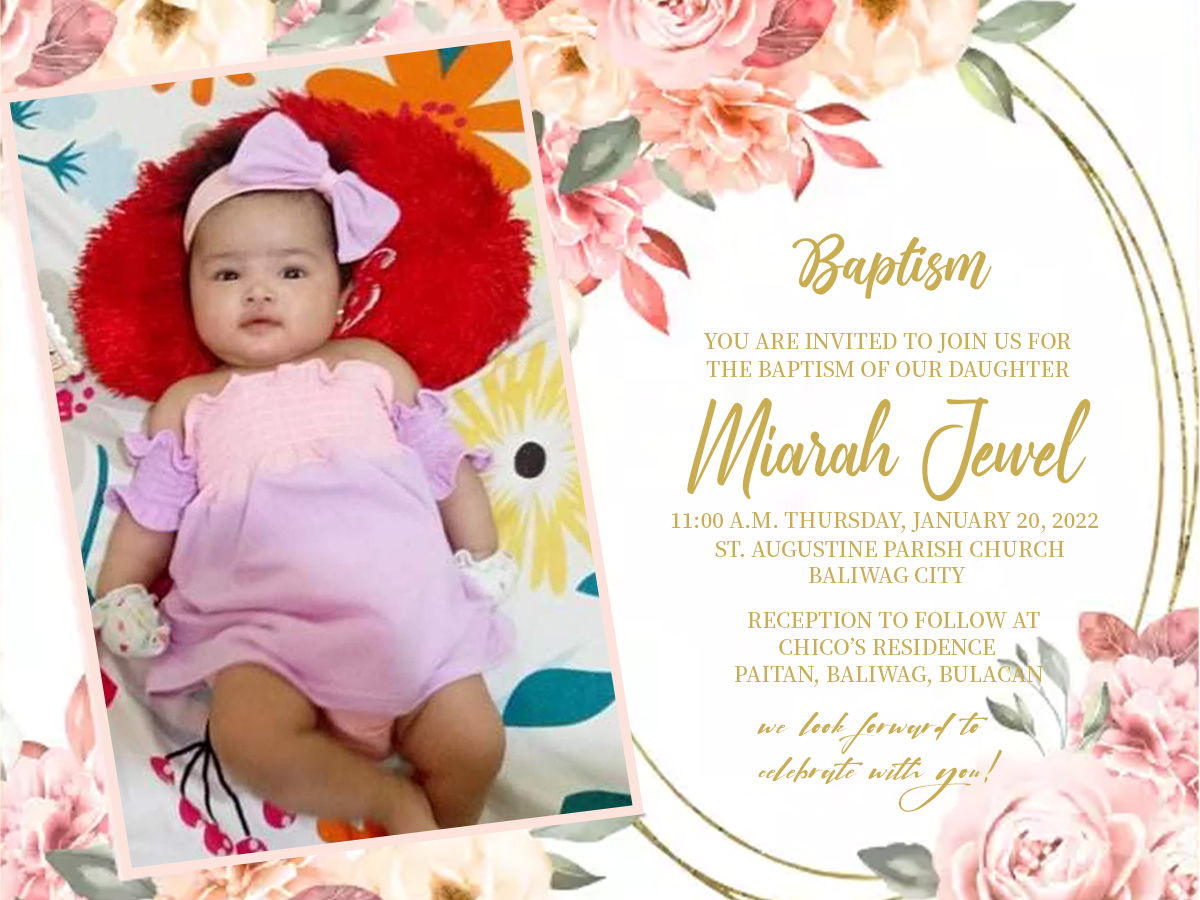 Baptism
YOU ARE INVITED TO JOIN US FOR
THE BAPTISM OF OUR DAUGHTER
Miarah Jewel
11:00 A.M. THURSDAY, JANUARY 20, 2022
ST. AUGUSTINE PARISH CHURCH
BALIWAG CITY
RECEPTION TO FOLLOW AT
CHICO’S RESIDENCE
PAITAN, BALIWAG, BULACAN
we look forward to
celebrate with you!